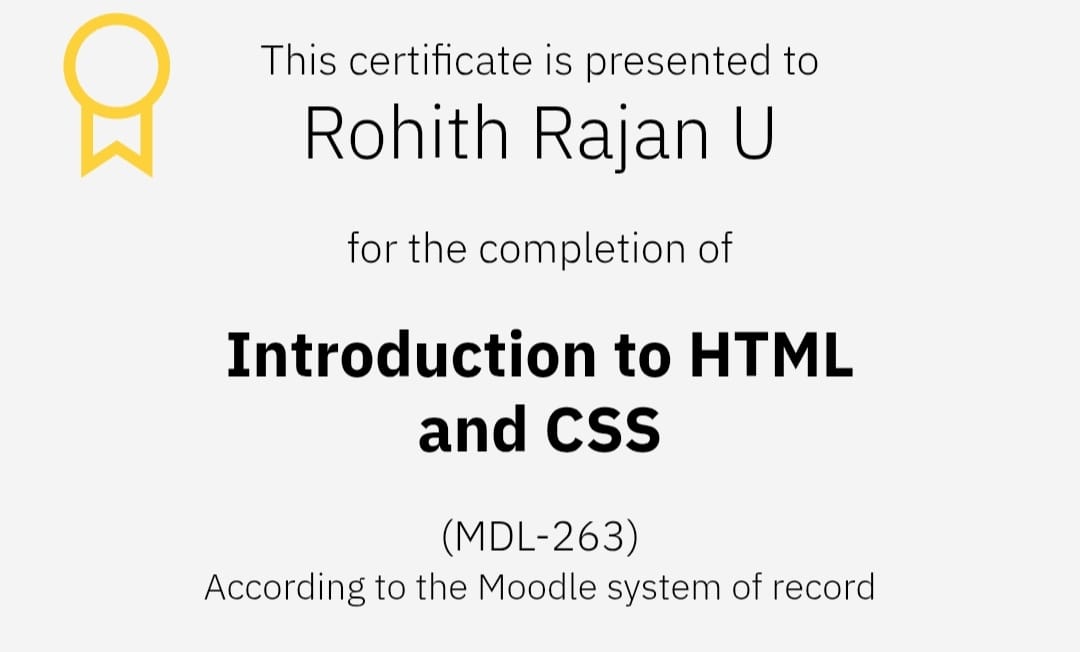 This certificate is presented to
Rohith Rajan U
for the completion of
Introduction to HTML
and CSS
(MDL-263)
According to the Moodle system of record